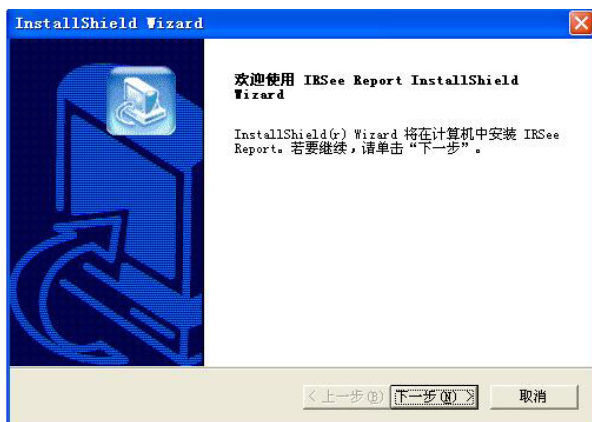 InstallShield Wizard
欢迎使用 IRSee Report InstallShield
Wizard
InstallShield(r) Wizard 将在计算机中安装 IRSee
Report。若要继续，请单击“下一步”。
< 上一步(B) 下一步(N) > 取消